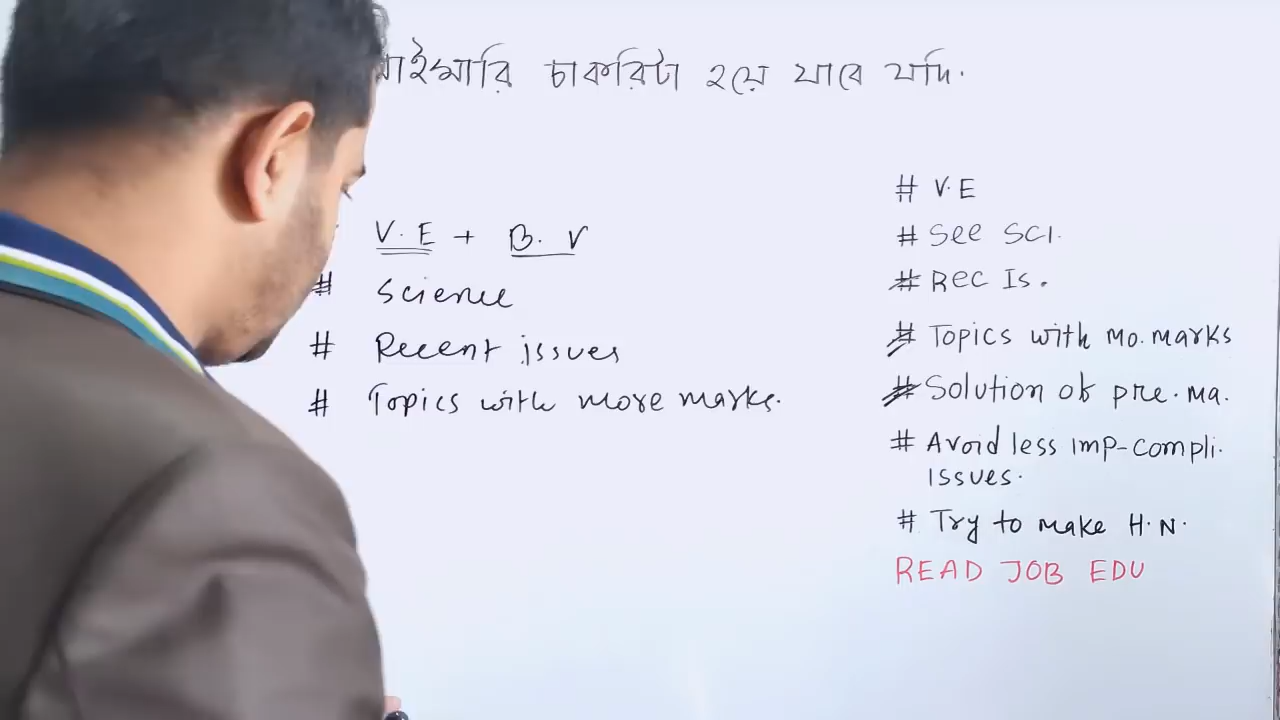 চাকরিটা হয়ে যাবে যদি.
V.E + B. V
# Science
# Recent issues
# Topics with more marks.
# V.E
# See SCI.
# Rec Is.
# Topics with Mo. marks
# Solution of pre. ma.
# Avoid less imp-compli.
issues.
# Try to make H.N.
READ JOB EDU